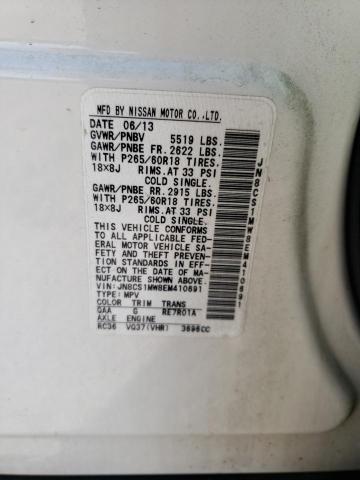 MFD BY NISSAN MOTOR CO.,LTD.
DATE 06/13
GVWR/PNBV 5519 LBS.
GAWR/PNBE FR. 2622 LBS.
WITH P265/60R18 TIRES.
18x8J RIMS.AT 33 PSI
COLD SINGLE.
GAWR/PNBE RR. 2915 LBS.
WITH P265/60R18 TIRES.
18x8J RIMS.AT 33 PSI
COLD SINGLE.
THIS VEHICLE CONFORMS
TO ALL APPLICABLE FED-
ERAL MOTOR VEHICLE SA-
FETY AND THEFT PREVENTION
STANDARDS IN EFF-
ECT ON THE DATE OF MA-
NUFACTURE SHOWN ABOVE.
VIN:JN8CS1MW8EM410691
TYPE:MPV
COLOR TRIM TRANS
QAA G RE7R01A
AXLE ENGINE
RC36 VQ37(VHR) 3696CC
JN8CS1MW8EM410691